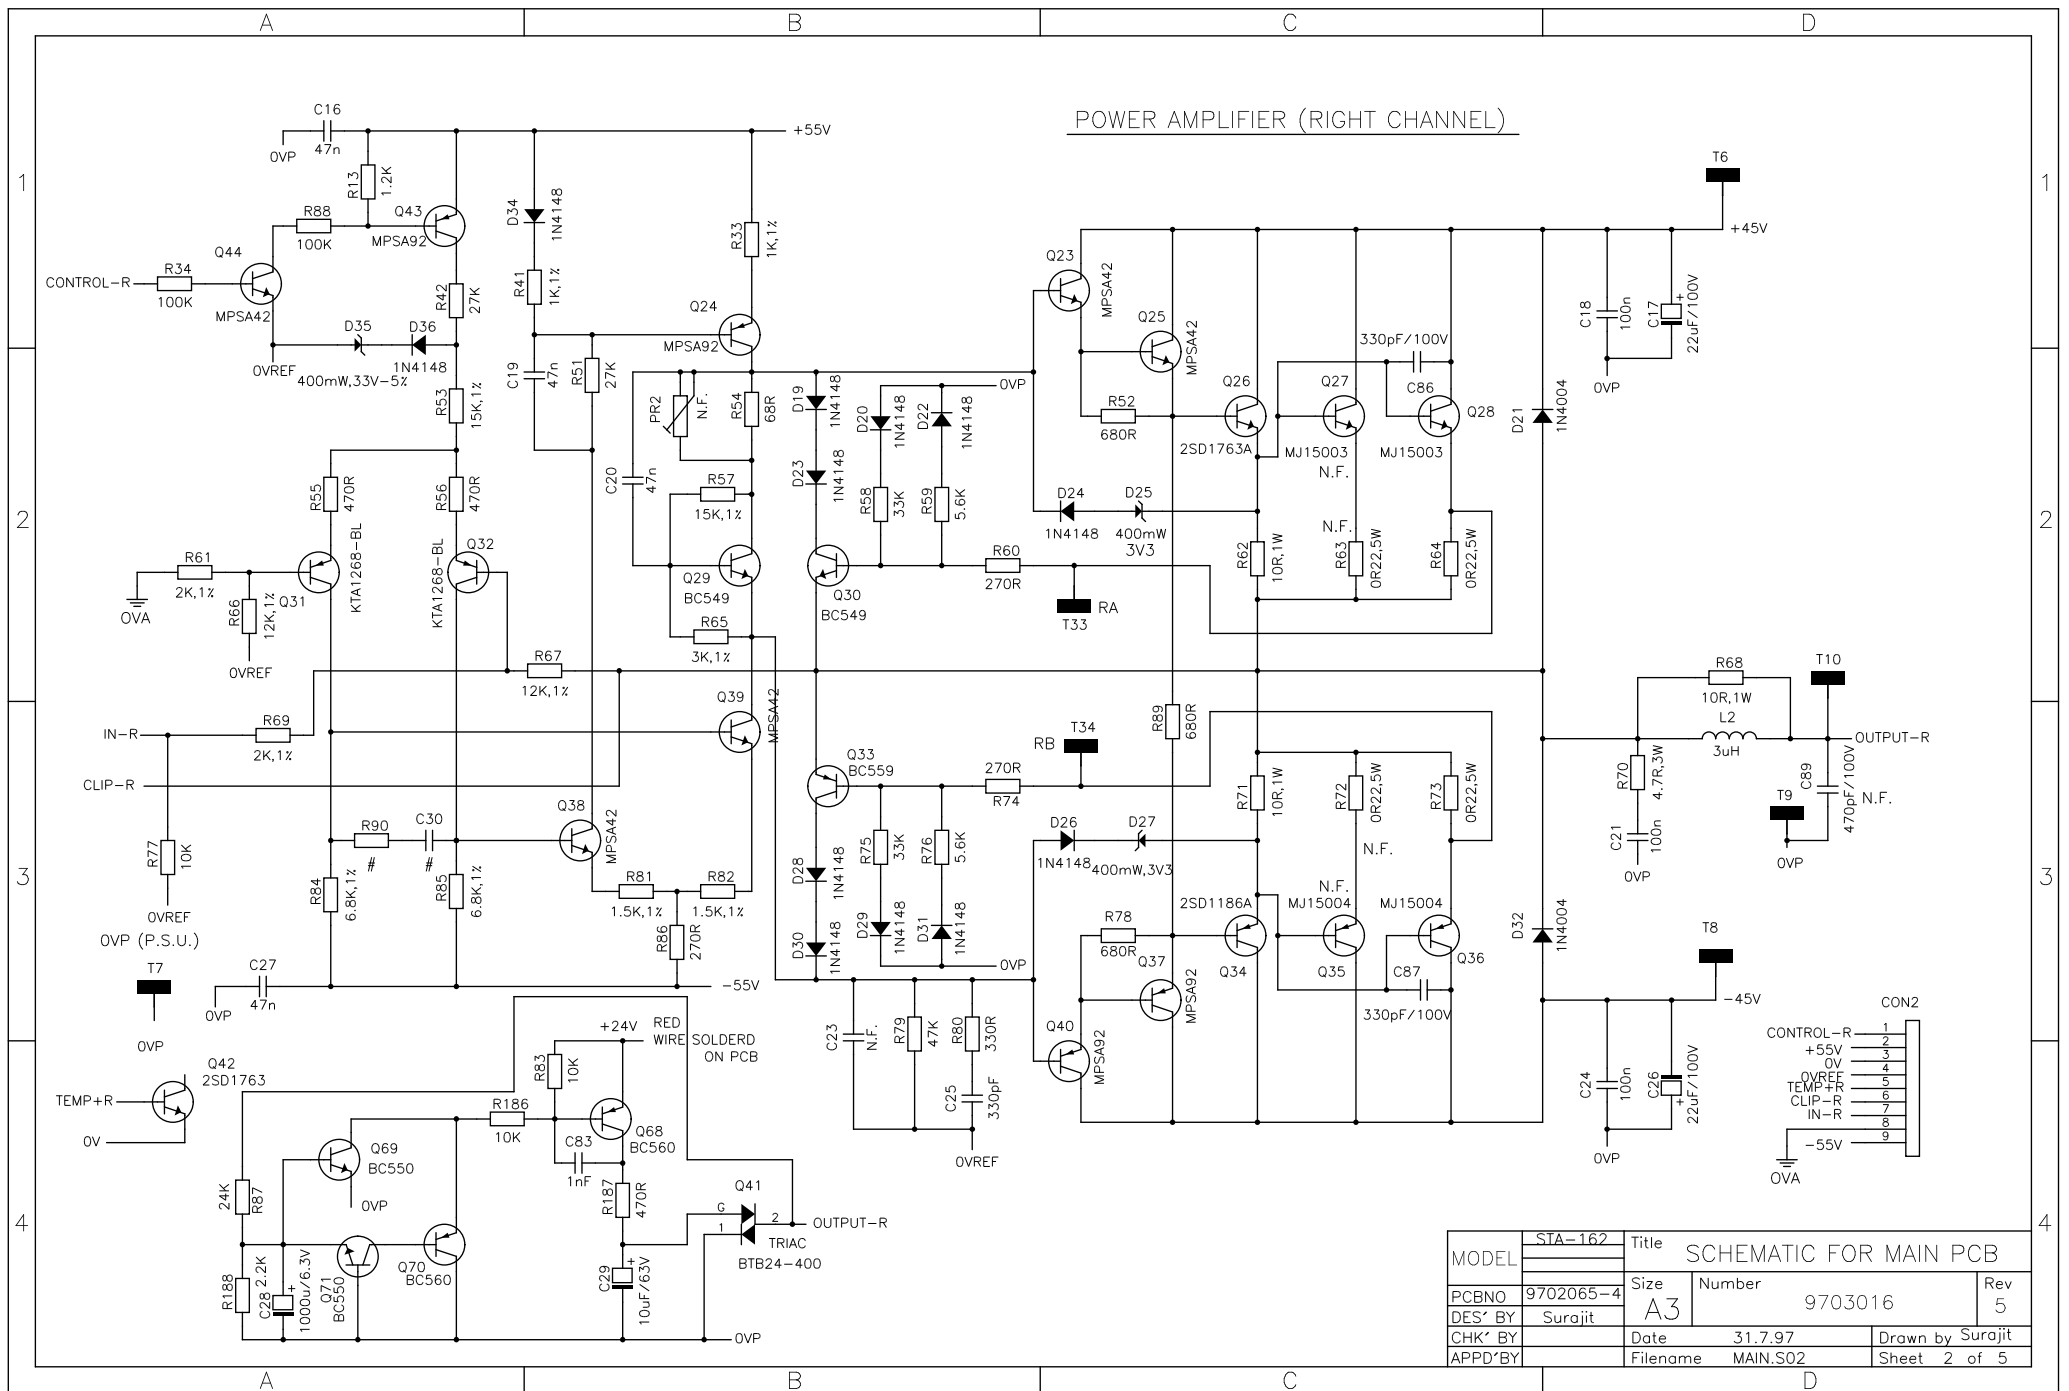 A
B
C
D
1
2
3
4
POWER AMPLIFIER (RIGHT CHANNEL)
C16
0VP
47n
+55V
R13
1.2K
R88
100K
Q43
MPSA92
Q44
MPSA42
CONTROL-R
R34
100K
R42
27K
D35
D36
0VREF
400mW,33V-5%
1N4148
R53
15K,1%
D34
1N4148
R41
1K,1%
R33
1K,1%
Q24
MPSA92
C19
47n
R51
27K
PR2
N.F.
R54
68R
D19
1N4148
D20
1N4148
D22
1N4148
0VP
D23
1N4148
R58
33K
R59
5.6K
C20
47n
R57
15K,1%
R55
470R
R56
470R
KTA1268-BL
KTA1268-BL
Q32
R61
2K,1%
Q31
0VA
R66
12K,1%
0VREF
Q29
BC549
Q30
BC549
R60
270R
R65
3K,1%
R67
12K,1%
T33
RA
Q23
MPSA42
Q25
MPSA42
R52
680R
Q26
2SD1763A
Q27
MJ15003
N.F.
330pF/100V
C86
Q28
MJ15003
D24
1N4148
D25
400mW
3V3
R62
10R,1W
N.F.
R63
0R22,5W
R64
0R22,5W
D21
1N4004
T6
+45V
C18
100n
C17
+
22uF/100V
0VP
R68
10R,1W
T10
L2
3uH
OUTPUT-R
R70
4.7R,3W
C21
100n
0VP
T9
0VP
C89
470pF/100V
N.F.
IN-R
R69
2K,1%
CLIP-R
R77
10K
0VREF
0VP (P.S.U.)
T7
0VP
R90
#
C30
#
R84
6.8K,1%
R85
6.8K,1%
C27
47n
0VP
Q38
MPSA42
Q39
MPSA42
R81
1.5K,1%
R82
1.5K,1%
R86
270R
-55V
Q33
BC559
RB
T34
270R
R74
D28
1N4148
R75
33K
R76
5.6K
D30
1N4148
D29
1N4148
D31
1N4148
0VP
R89
680R
D26
1N4148
D27
400mW,3V3
R71
10R,1W
R72
0R22,5W
R73
0R22,5W
N.F.
R78
680R
2SD1186A
Q34
N.F.
MJ15004
Q35
MJ15004
Q36
C87
330pF/100V
Q37
MPSA92
Q40
MPSA92
D32
1N4004
T8
-45V
C24
100n
C26
+
22uF/100V
0VP
C23
N.F.
R79
47K
R80
330R
C25
330pF
0VREF
CON2
CONTROL-R 1
+55V 2
0V 3
0VREF 4
TEMP+R 5
CLIP-R 6
IN-R 7
8
-55V 9
0VA
Q42
2SD1763
TEMP+R
0V
+24V
RED
WIRE SOLDERD
ON PCB
R83
10K
R186
10K
Q68
BC560
C83
1nF
Q69
BC550
0VP
24K
R87
R187
470R
Q41
G
1
2
OUTPUT-R
TRIAC
BTB24-400
Q70
BC560
Q71
BC550
R188
2.2K
C28
+
1000u/6.3V
C29
+
10uF/63V
0VP
MODEL STA-162
Title SCHEMATIC FOR MAIN PCB
PCBNO 9702065-4
Size A3
Number 9703016
Rev 5
DES' BY Surajit
CHK' BY
APPD'BY
Date 31.7.97
Drawn by Surajit
Filename MAIN.S02
Sheet 2 of 5
A
B
C
D
1
2
3
4